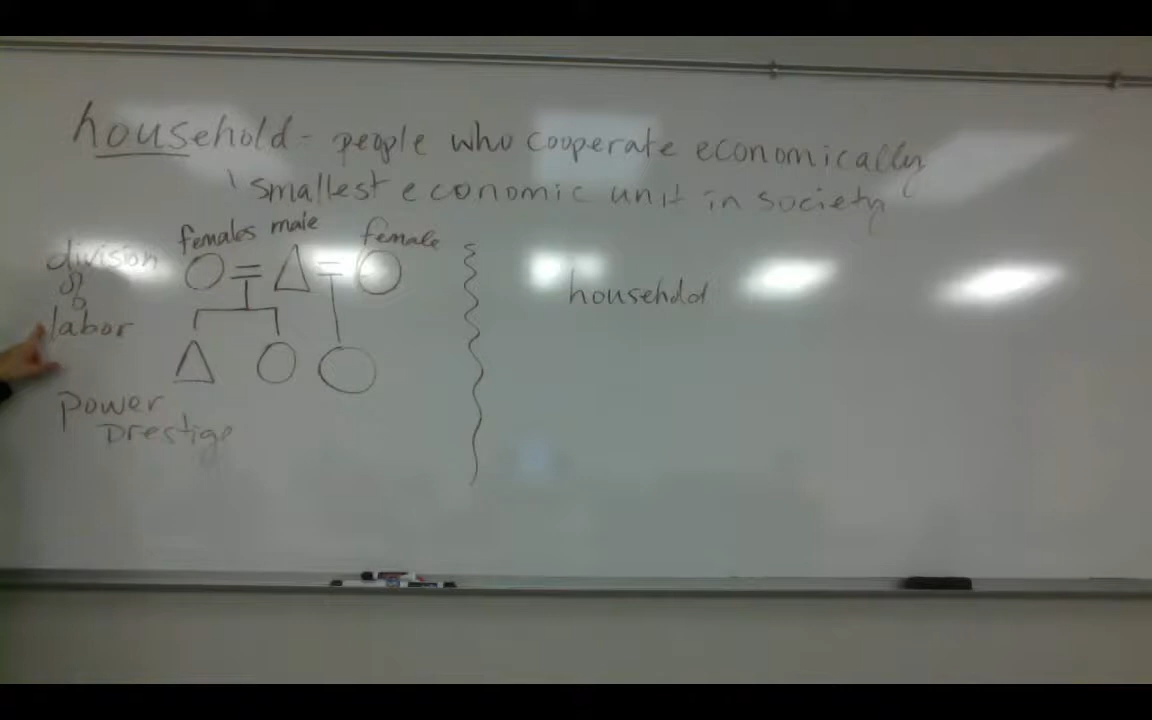 household - people who cooperate economically
smallest economic unit in society
females male female
division
of
labor
household
power
prestige